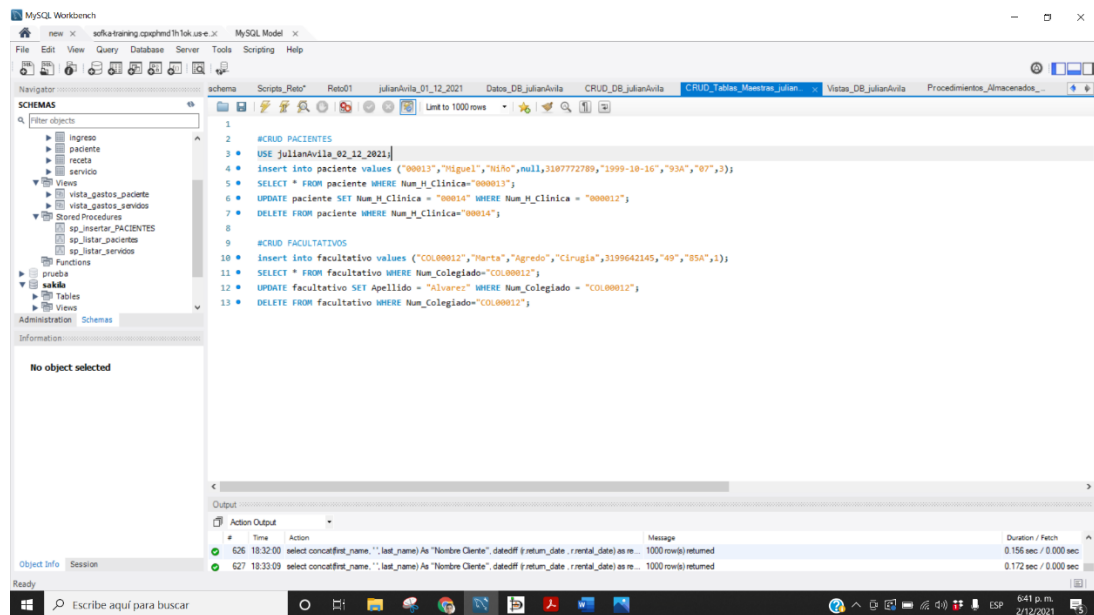 MySQL Workbench
new × sofka-training.cpxphmd1h1ok.us-e...× MySQL Model ×
File Edit View Query Database Server Tools Scripting Help
Navigator
SCHEMAS
Filter objects
ingreso
paciente
receta
servicio
Views
vista_gastos_paciente
vista_gastos_servidos
Stored Procedures
sp_insertar_PACIENTES
sp_listar_pacientes
sp_listar_servidos
Functions
prueba
sakila
Tables
Views
Administration Schemas
Information
No object selected
Object Info Session
Ready
schema Scripts_Reto* Reto01 julianAvila_01_12_2021 Datos_DB_julianAvila CRUD_DB_julianAvila CRUD_Tablas_Maestras_julian... × Vistas_DB_julianAvila Procedimientos_Almacenados_...
Limit to 1000 rows
1
2 #CRUD PACIENTES
3 USE julianAvila_02_12_2021;
4 insert into paciente values ("00013","Miguel","Niño",null,3107772789,"1999-10-16","93A","07",3);
5 SELECT * FROM paciente WHERE Num_H_Clinica="000013";
6 UPDATE paciente SET Num_H_Clinica = "00014" WHERE Num_H_Clinica = "000012";
7 DELETE FROM paciente WHERE Num_H_Clinica="00014";
8
9 #CRUD FACULTATIVOS
10 insert into facultativo values ("COL00012","Marta","Agredo","Cirugía",3199642145,"49","85A",1);
11 SELECT * FROM facultativo WHERE Num_Colegiado="COL00012";
12 UPDATE facultativo SET Apellido = "Alvarez" WHERE Num_Colegiado = "COL00012";
13 DELETE FROM facultativo WHERE Num_Colegiado="COL00012";
Output
Action Output
# Time Action Message Duration / Fetch
626 18:32:00 select concat(first_name, ' ', last_name) As "Nombre Cliente", datediff (r.return_date , r.rental_date) as re... 1000 row(s) returned 0.156 sec / 0.000 sec
627 18:33:09 select concat(first_name, ' ', last_name) As "Nombre Cliente", datediff (r.return_date , r.rental_date) as re... 1000 row(s) returned 0.172 sec / 0.000 sec
Escribe aquí para buscar
ESP
6:41 p. m.
2/12/2021